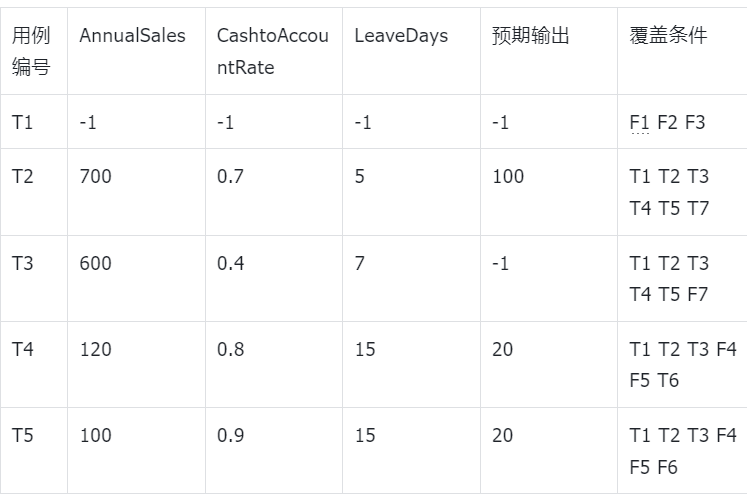 用例 AnnualSales CashtoAccou LeaveDays 预期输出 覆盖条件
编号 ntRate
T1 -1 -1 -1 -1 F1 F2 F3
T2 700 0.7 5 100 T1 T2 T3
T4 T5 T7
T3 600 0.4 7 -1 T1 T2 T3
T4 T5 F7
T4 120 0.8 15 20 T1 T2 T3 F4
F5 T6
T5 100 0.9 15 20 T1 T2 T3 F4
F5 F6